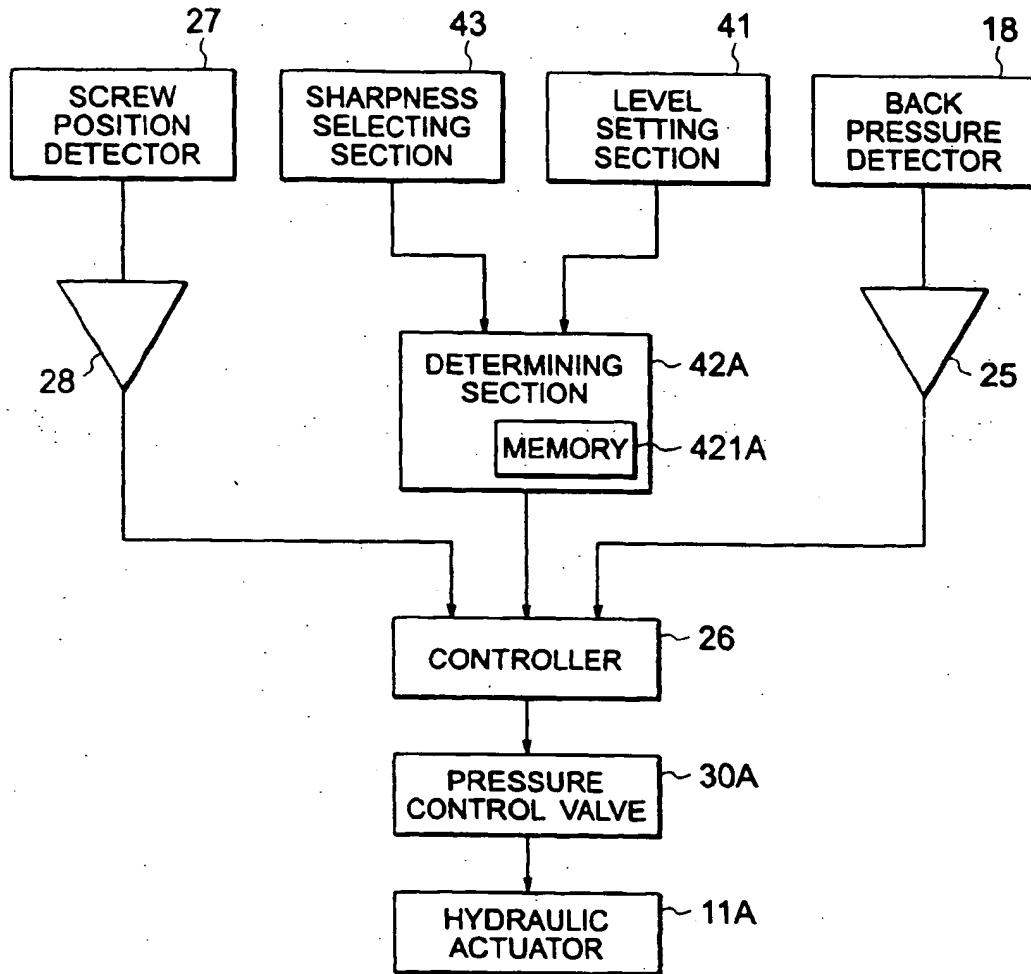 27
43
41
18
SCREW
POSITION
DETECTOR
SHARPNESS
SELECTING
SECTION
LEVEL
SETTING
SECTION
BACK
PRESSURE
DETECTOR
28
25
DETERMINING
SECTION
42A
MEMORY
421A
CONTROLLER
26
PRESSURE
CONTROL VALVE
30A
HYDRAULIC
ACTUATOR
11A